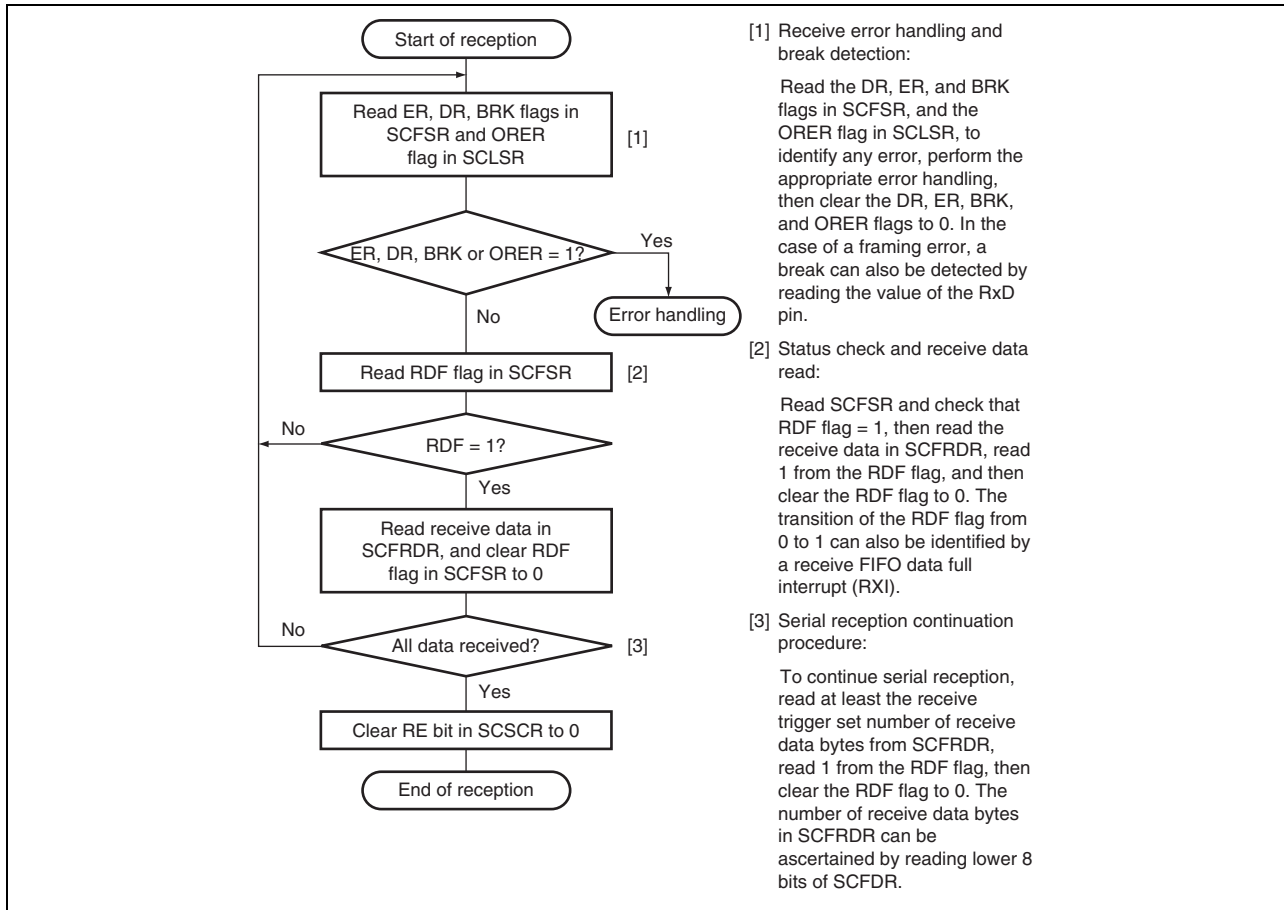 Start of reception
Read ER, DR, BRK flags in
SCFSR and ORER
flag in SCLSR
[1]
ER, DR, BRK or ORER = 1?
Yes
Error handling
No
Read RDF flag in SCFSR
[2]
No
RDF = 1?
Yes
Read receive data in
SCFRDR, and clear RDF
flag in SCFSR to 0
No
All data received?
[3]
Yes
Clear RE bit in SCSCR to 0
End of reception
[1] Receive error handling and
break detection:
Read the DR, ER, and BRK
flags in SCFSR, and the
ORER flag in SCLSR, to
identify any error, perform the
appropriate error handling,
then clear the DR, ER, BRK,
and ORER flags to 0. In the
case of a framing error, a
break can also be detected by
reading the value of the RxD
pin.
[2] Status check and receive data
read:
Read SCFSR and check that
RDF flag = 1, then read the
receive data in SCFRDR, read
1 from the RDF flag, and then
clear the RDF flag to 0. The
transition of the RDF flag from
0 to 1 can also be identified by
a receive FIFO data full
interrupt (RXI).
[3] Serial reception continuation
procedure:
To continue serial reception,
read at least the receive
trigger set number of receive
data bytes from SCFRDR,
read 1 from the RDF flag, then
clear the RDF flag to 0. The
number of receive data bytes
in SCFRDR can be
ascertained by reading lower 8
bits of SCFDR.